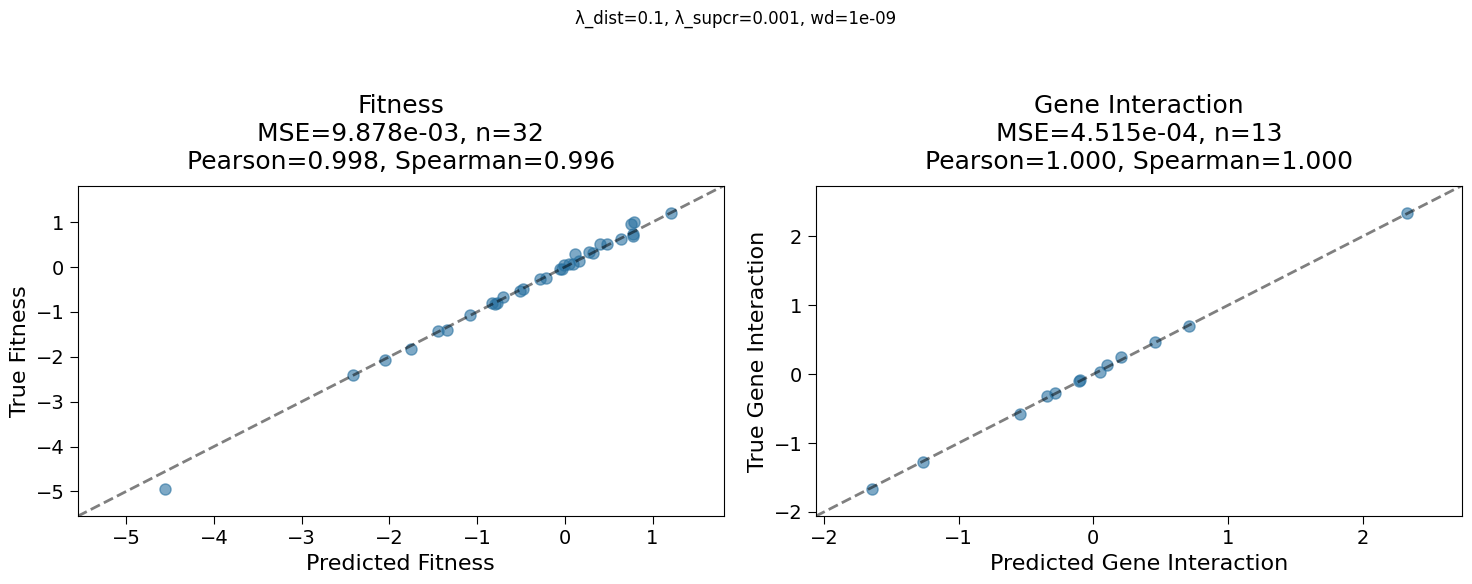 λ_dist=0.1, λ_supcr=0.001, wd=1e-09
Fitness
MSE=9.878e-03, n=32
Pearson=0.998, Spearman=0.996
1
0
−1
−2
−3
−4
−5
True Fitness
−5 −4 −3 −2 −1 0 1
Predicted Fitness
Gene Interaction
MSE=4.515e-04, n=13
Pearson=1.000, Spearman=1.000
2
1
0
−1
−2
True Gene Interaction
−2 −1 0 1 2
Predicted Gene Interaction